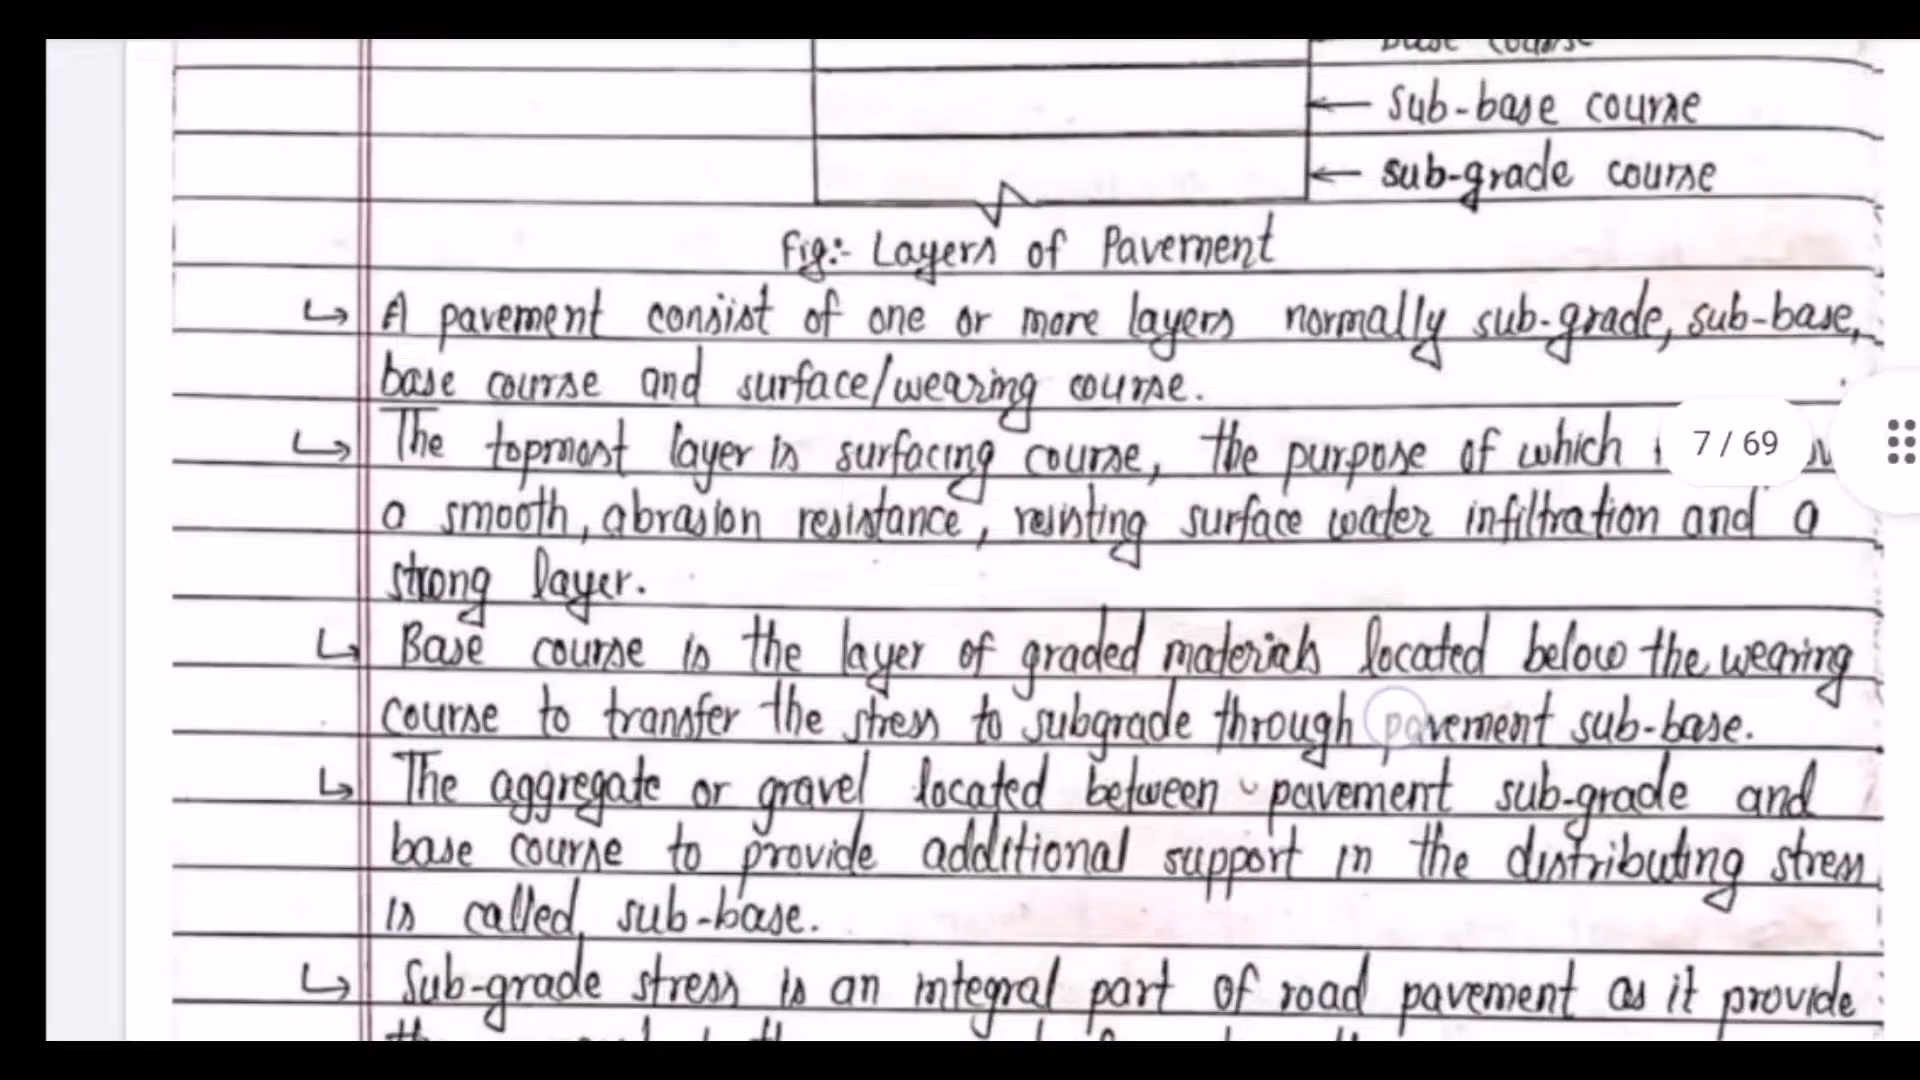 base course
← sub-base course
← sub-grade course
Fig:- Layers of Pavement
↳ A pavement consist of one or more layers normally sub-grade, sub-base,
base course and surface/wearing course.
↳ The topmost layer is surfacing course, the purpose of which
7 / 69
a smooth, abrasion resistance, resisting surface water infiltration and a
strong layer.
↳ Base course is the layer of graded materials located below the wearing
course to transfer the stress to subgrade through pavement sub-base.
↳ The aggregate or gravel located between pavement sub-grade and
base course to provide additional support in the distributing stress
is called sub-base.
↳ Sub-grade stress is an integral part of road pavement as it provide